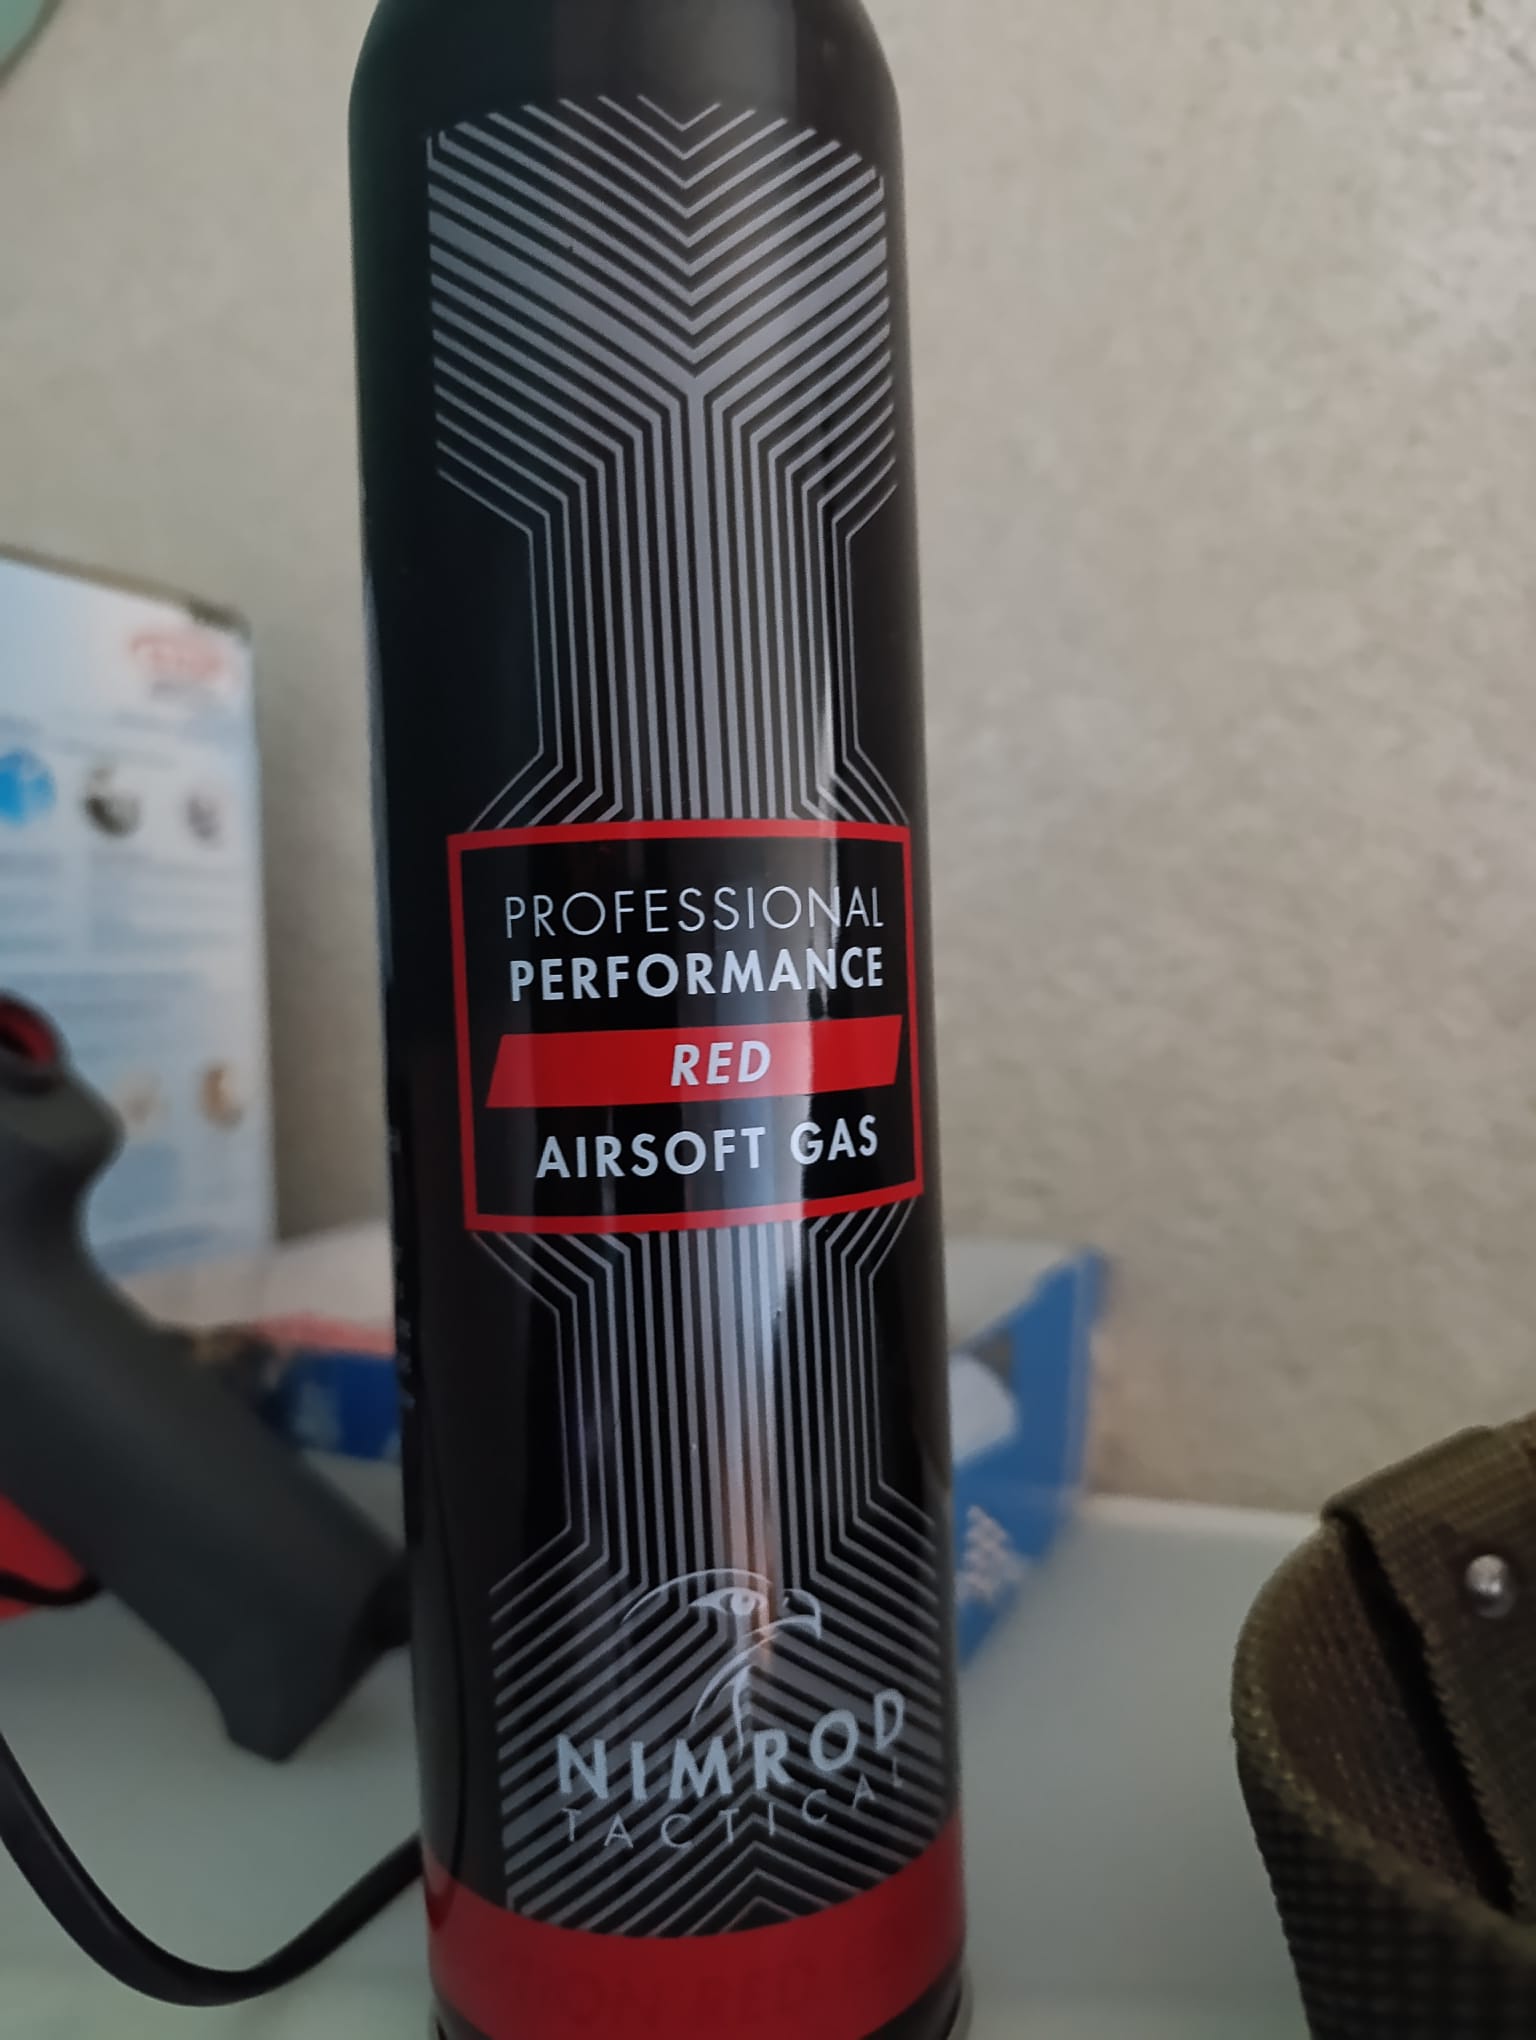 PROFESSIONAL
PERFORMANCE
RED
AIRSOFT GAS
NIMROD
TACTICAL